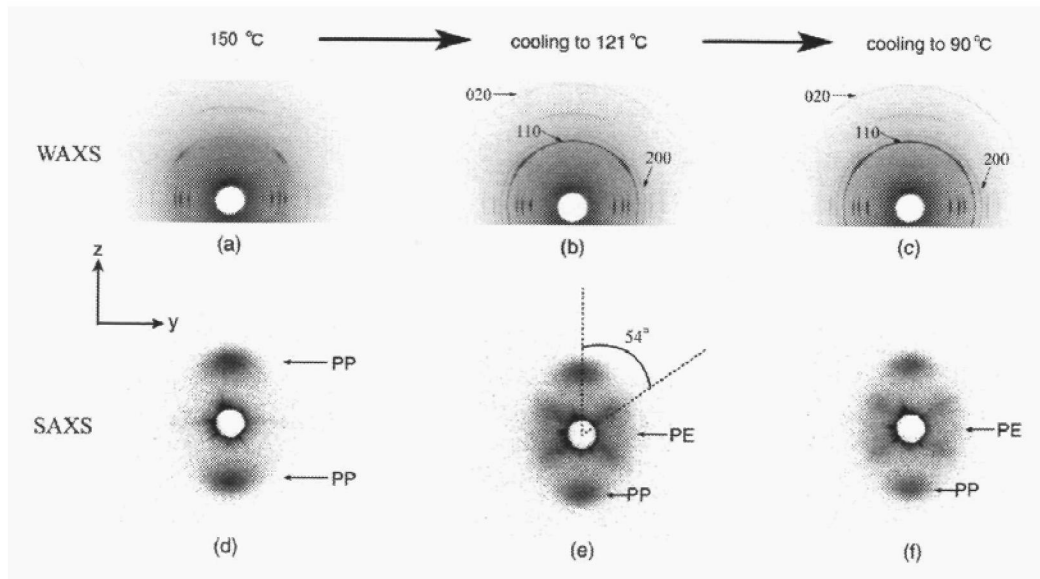 150 °C cooling to 121 °C cooling to 90 °C
020 020
110 110
WAXS 200 200
(a) (b) (c)
z
y
54°
PP
SAXS PE PE
PP PP PP
(d) (e) (f)